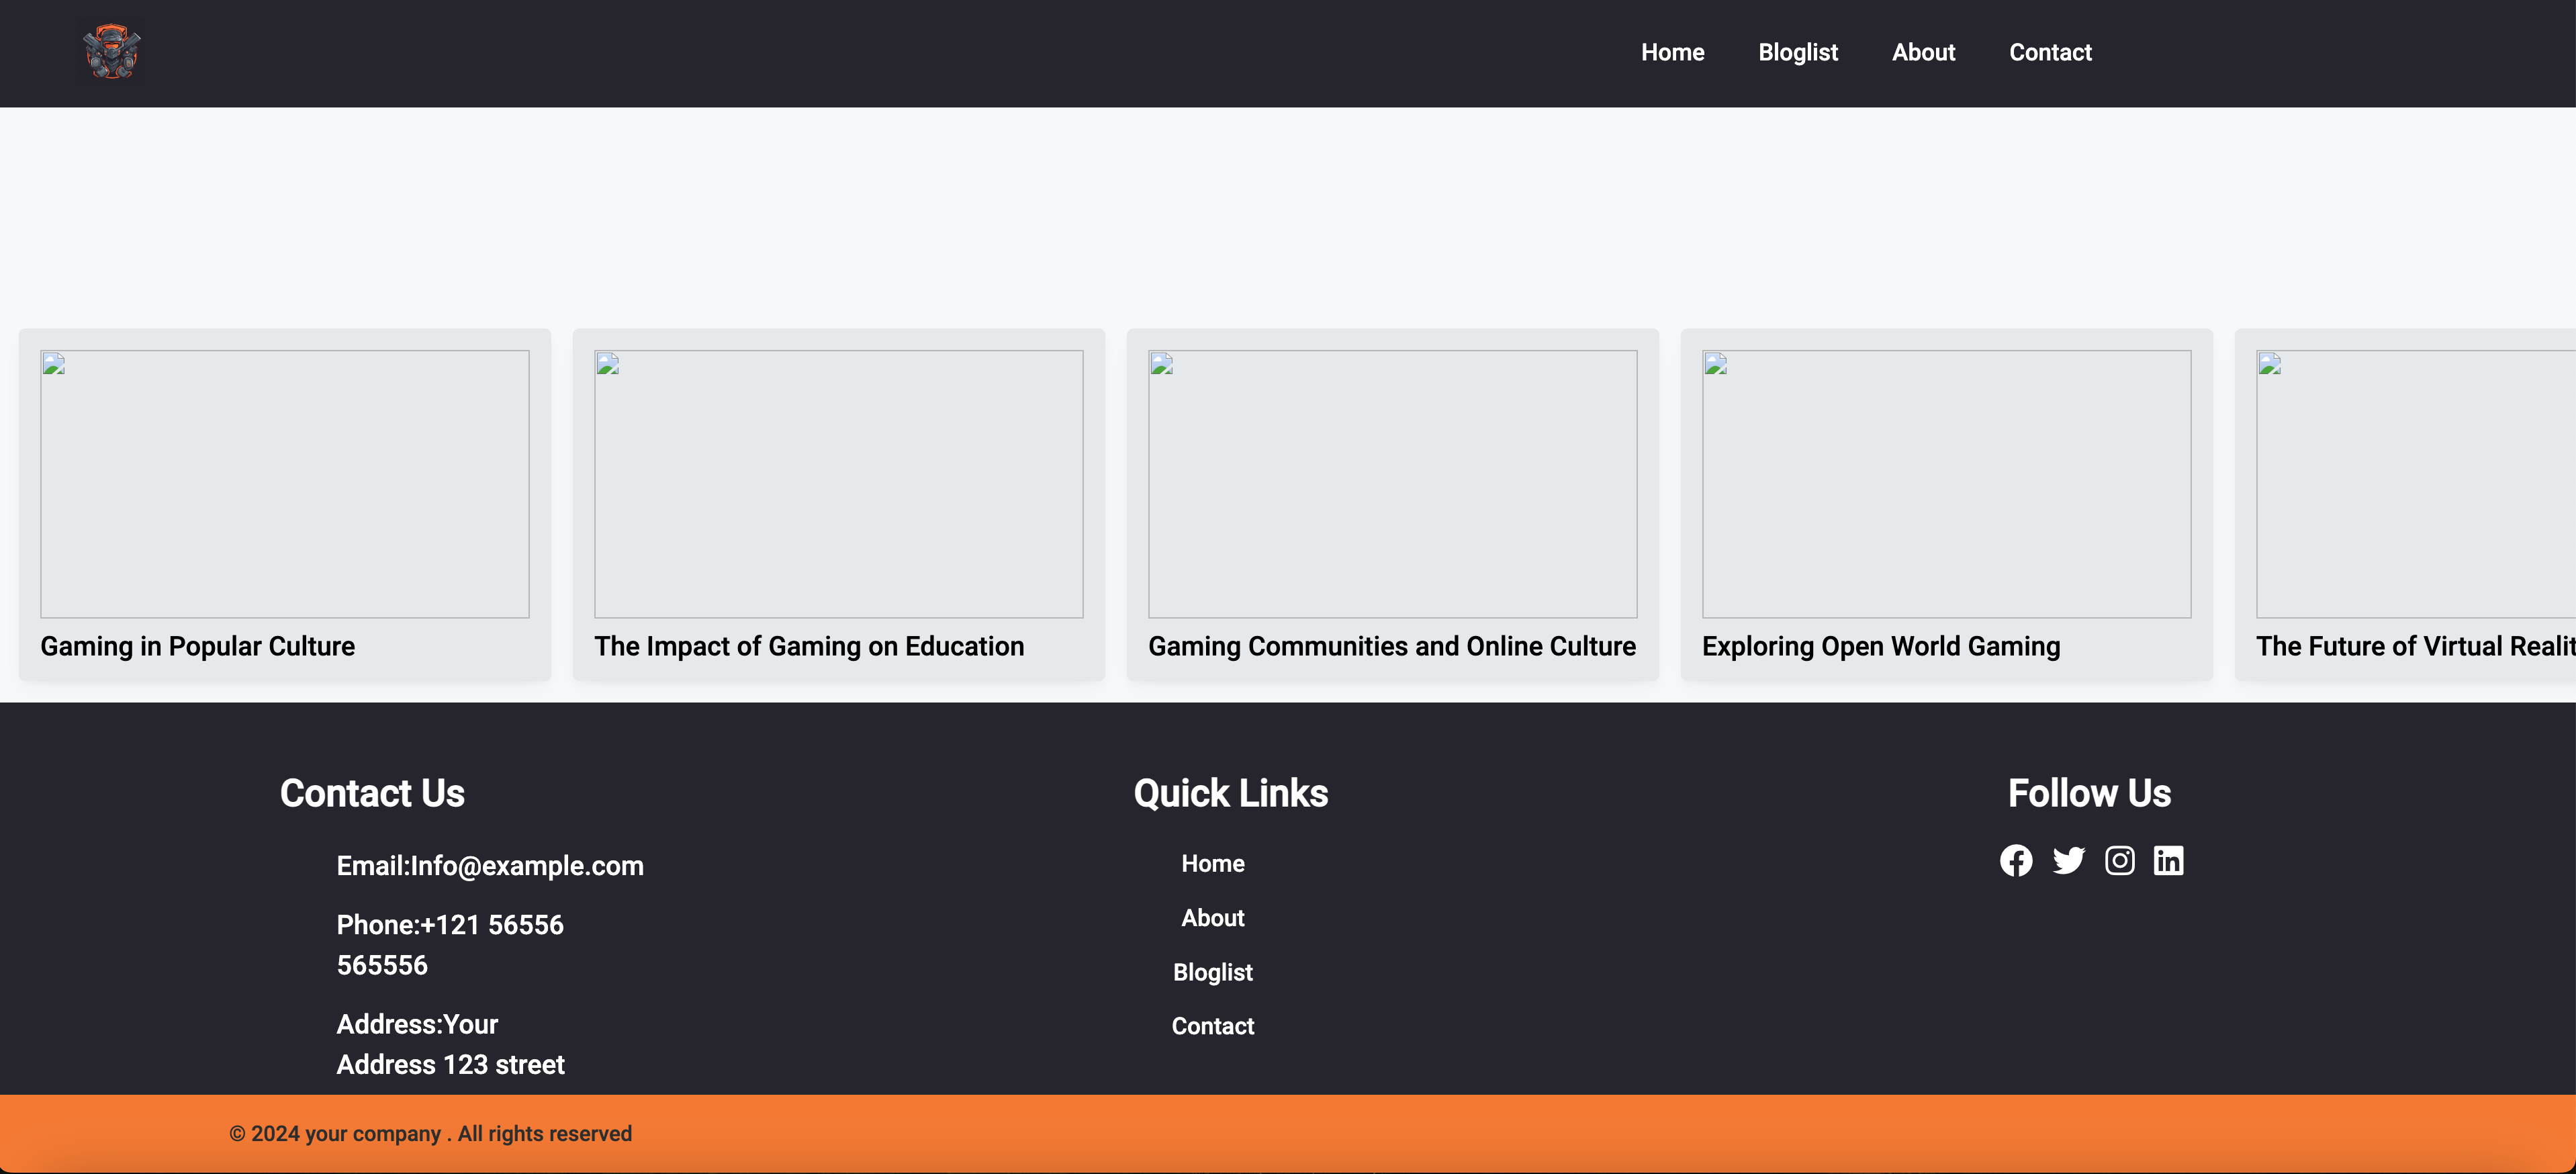 Home Bloglist About Contact
Gaming in Popular Culture
The Impact of Gaming on Education
Gaming Communities and Online Culture
Exploring Open World Gaming
The Future of Virtual Realit
Contact Us
Email:Info@example.com
Phone:+121 56556
565556
Address:Your
Address 123 street
Quick Links
Home
About
Bloglist
Contact
Follow Us
© 2024 your company . All rights reserved